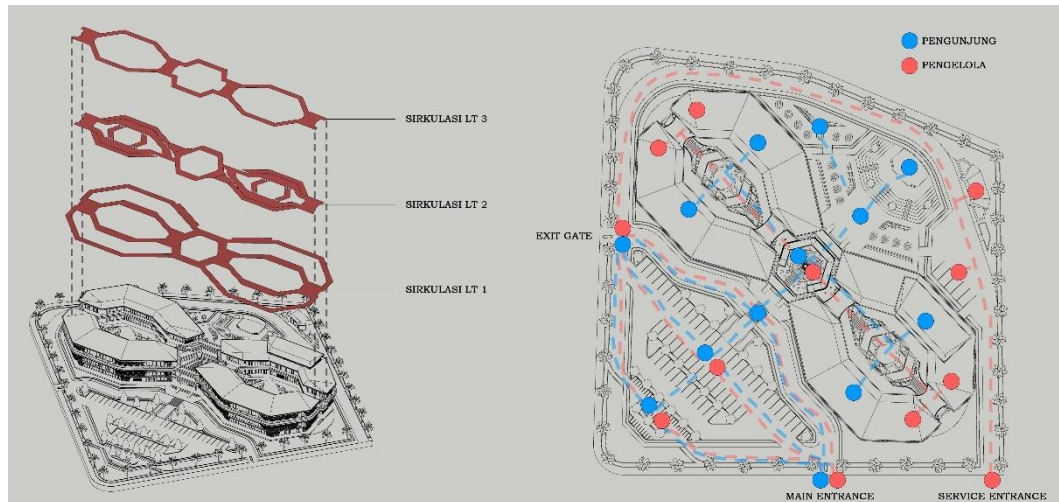 SIRKULASI LT 3
SIRKULASI LT 2
SIRKULASI LT 1
PENGUNJUNG
PENGELOLA
EXIT GATE
MAIN ENTRANCE
SERVICE ENTRANCE